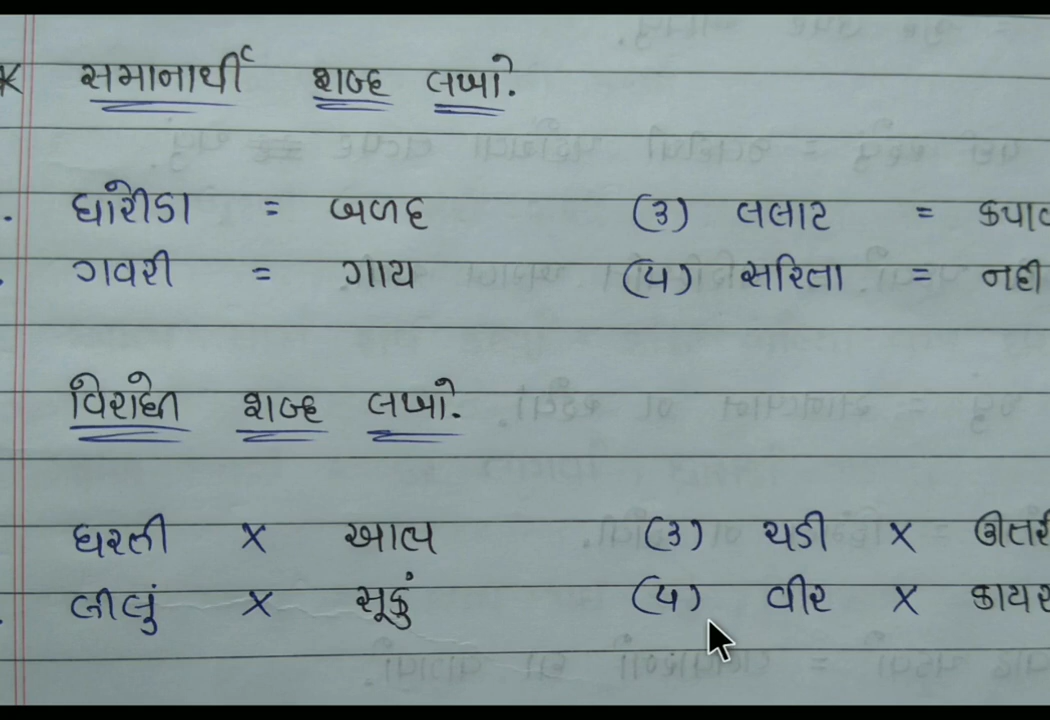 * સમાનાર્થી શબ્દ લખો.
. ધોરીડા = બળદ (૩) લલાટ = કપાળ
. ગવરી = ગાય (૪) સરિતા = નદી
વિરોધી શબ્દ લખો.
ધરતી × આભ (૩) ચડી × ઊતરી
. લીલું × સૂકું (૪) વીર × કાયર